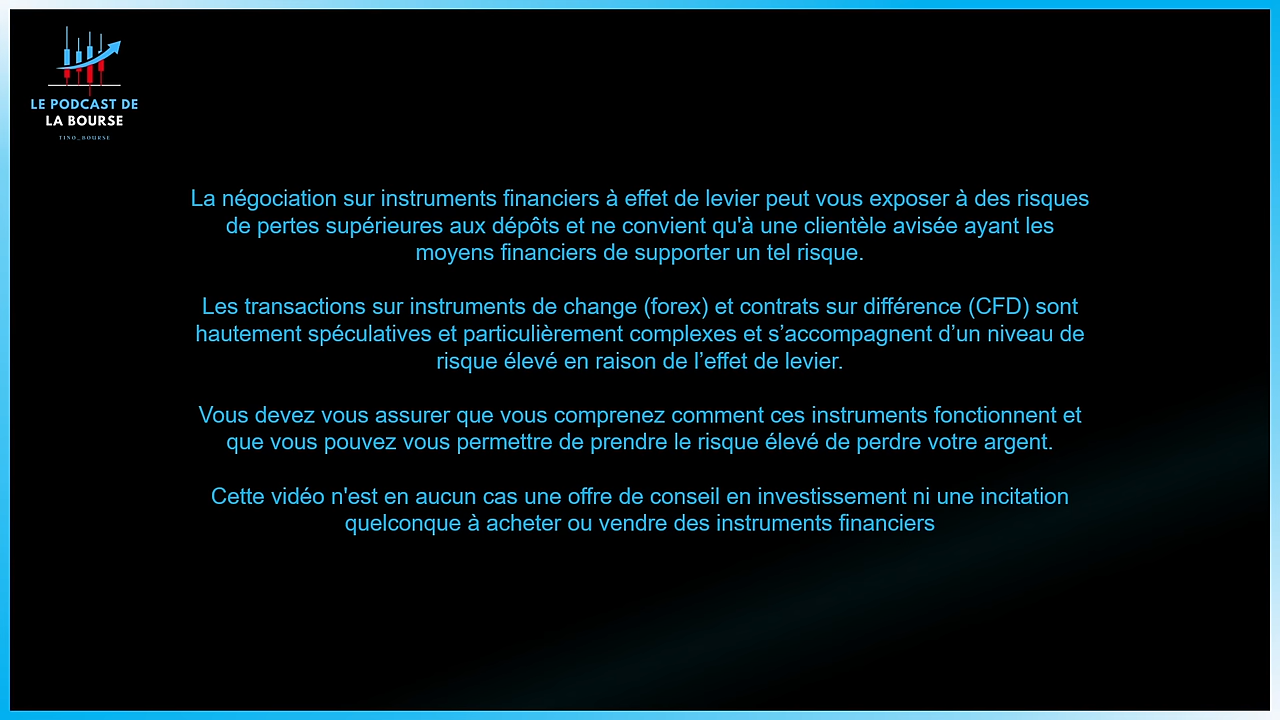 LE PODCAST DE
LA BOURSE
TINO_BOURSE
La négociation sur instruments financiers à effet de levier peut vous exposer à des risques
de pertes supérieures aux dépôts et ne convient qu'à une clientèle avisée ayant les
moyens financiers de supporter un tel risque.
Les transactions sur instruments de change (forex) et contrats sur différence (CFD) sont
hautement spéculatives et particulièrement complexes et s’accompagnent d’un niveau de
risque élevé en raison de l’effet de levier.
Vous devez vous assurer que vous comprenez comment ces instruments fonctionnent et
que vous pouvez vous permettre de prendre le risque élevé de perdre votre argent.
Cette vidéo n'est en aucun cas une offre de conseil en investissement ni une incitation
quelconque à acheter ou vendre des instruments financiers